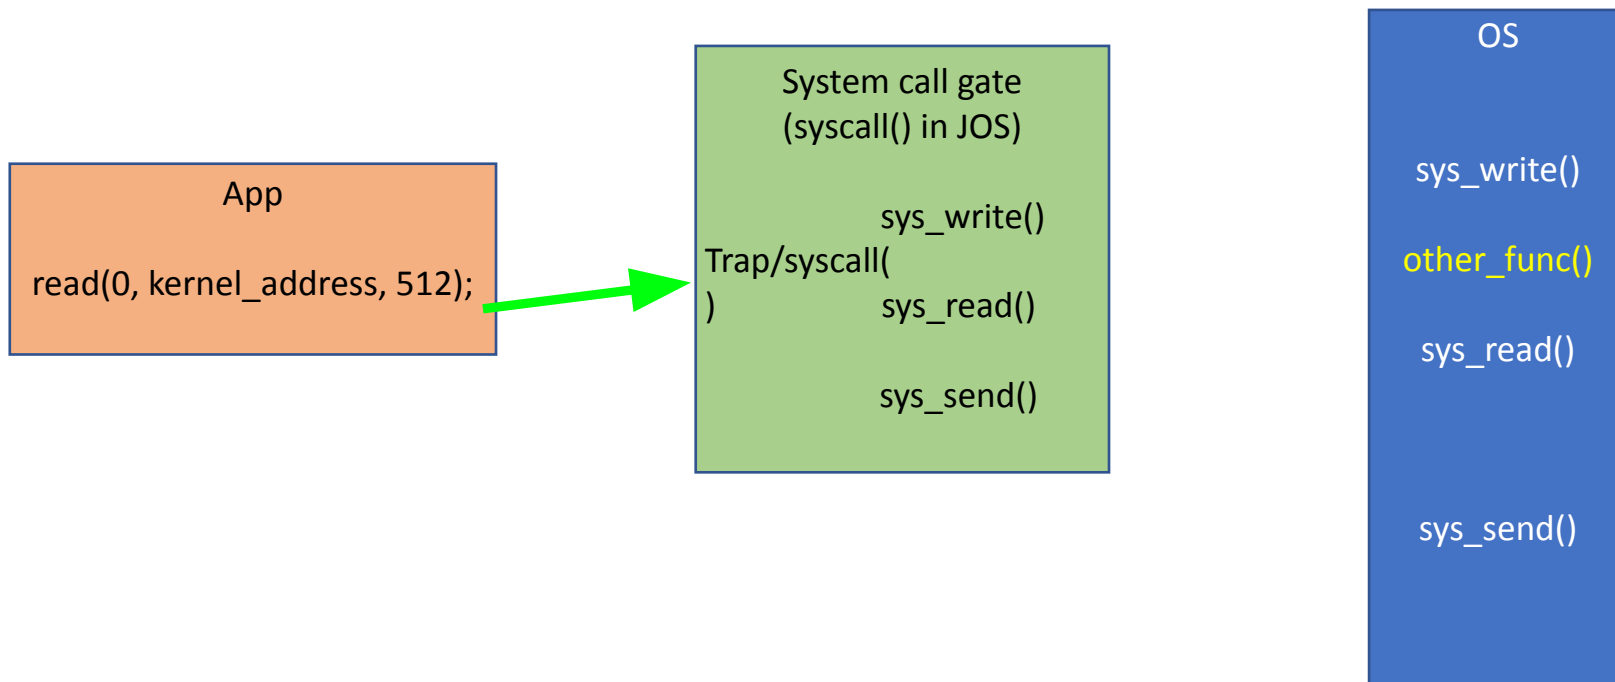 App
read(0, kernel_address, 512);
System call gate
(syscall() in JOS)
sys_write()
Trap/syscall(
)
sys_read()
sys_send()
OS
sys_write()
other_func()
sys_read()
sys_send()